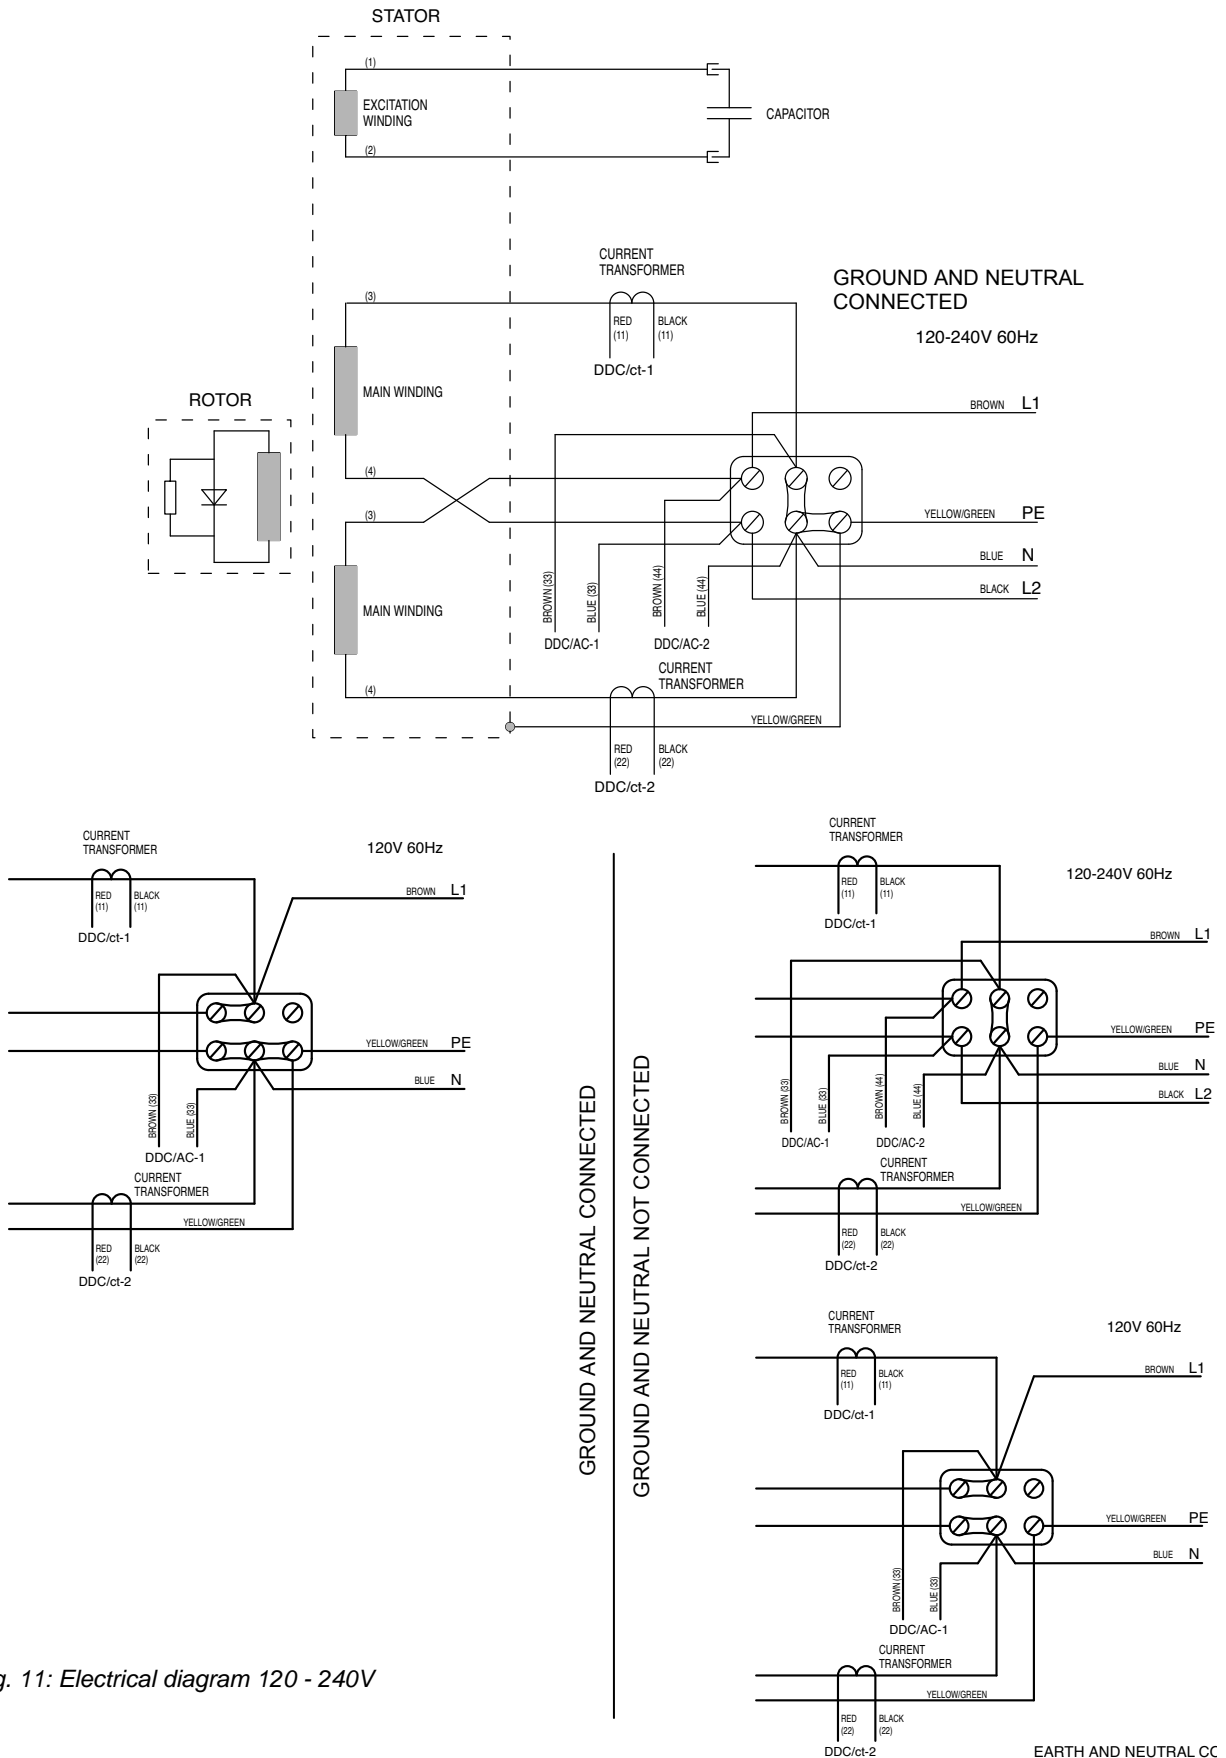 STATOR
(1)
EXCITATION
WINDING
CAPACITOR
(2)
CURRENT
TRANSFORMER
GROUND AND NEUTRAL
CONNECTED
(3)
RED
(11)
BLACK
(11)
120-240V 60Hz
DDC/ct-1
ROTOR
MAIN WINDING
BROWN L1
(4)
(3)
YELLOW/GREEN PE
BLUE N
BROWN (33)
BLUE (33)
BROWN (44)
BLUE (44)
BLACK L2
MAIN WINDING
DDC/AC-1
DDC/AC-2
CURRENT
TRANSFORMER
(4)
YELLOW/GREEN
RED
(22)
BLACK
(22)
DDC/ct-2
CURRENT
TRANSFORMER
120V 60Hz
RED
(11)
BLACK
(11)
BROWN L1
DDC/ct-1
YELLOW/GREEN PE
BLUE N
BROWN (33)
BLUE (33)
DDC/AC-1
CURRENT
TRANSFORMER
YELLOW/GREEN
RED
(22)
BLACK
(22)
DDC/ct-2
GROUND AND NEUTRAL CONNECTED
GROUND AND NEUTRAL NOT CONNECTED
CURRENT
TRANSFORMER
120-240V 60Hz
RED
(11)
BLACK
(11)
DDC/ct-1
BROWN L1
YELLOW/GREEN PE
BLUE N
BROWN (33)
BLUE (33)
BROWN (44)
BLUE (44)
BLACK L2
DDC/AC-1
DDC/AC-2
CURRENT
TRANSFORMER
YELLOW/GREEN
RED
(22)
BLACK
(22)
DDC/ct-2
CURRENT
TRANSFORMER
120V 60Hz
RED
(11)
BLACK
(11)
BROWN L1
DDC/ct-1
YELLOW/GREEN PE
BLUE N
BROWN (33)
BLUE (33)
DDC/AC-1
CURRENT
TRANSFORMER
YELLOW/GREEN
RED
(22)
BLACK
(22)
DDC/ct-2
g. 11: Electrical diagram 120 - 240V
EARTH AND NEUTRAL